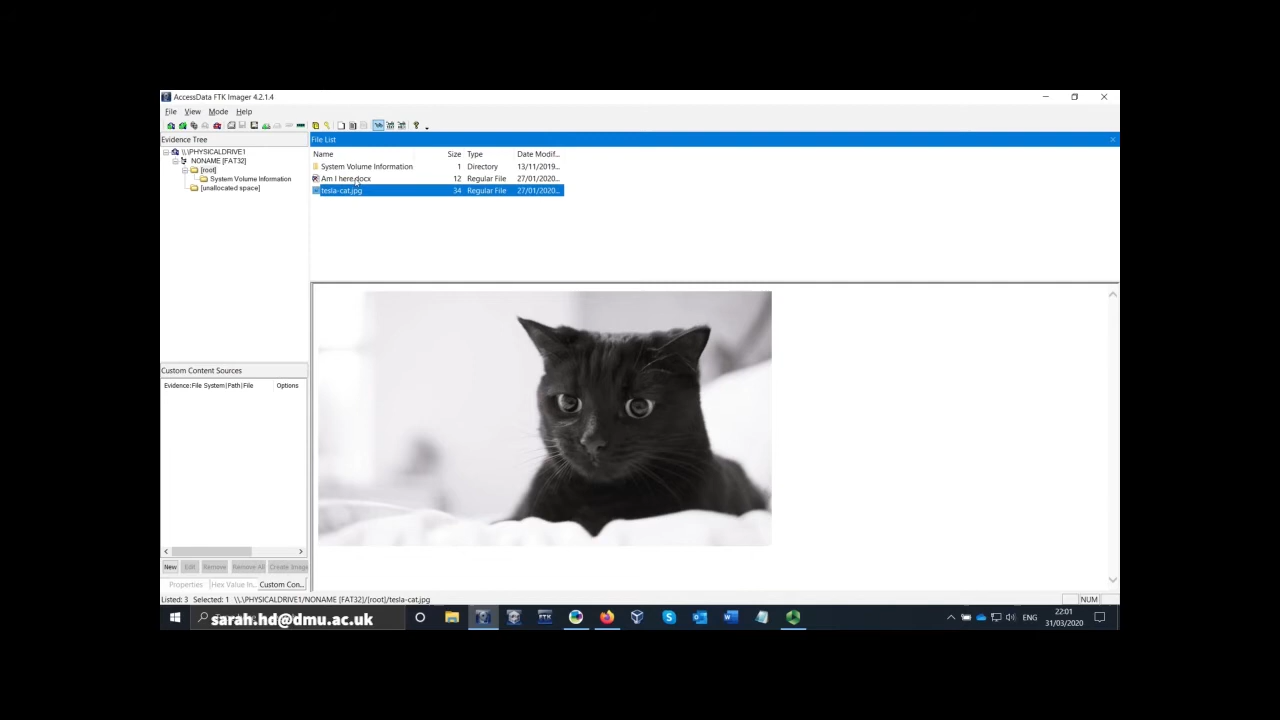 AccessData FTK Imager 4.2.1.4
File View Mode Help
Evidence Tree
\\.\PHYSICALDRIVE1
NONAME [FAT32]
[root]
System Volume Information
[unallocated space]
File List
Name Size Type Date Modif...
System Volume Information 1 Directory 13/11/2019...
Am I here.docx 12 Regular File 27/01/2020...
tesla-cat.jpg 34 Regular File 27/01/2020...
Custom Content Sources
Evidence:File System|Path|File Options
New Edit Remove Remove All Create Image
Properties Hex Value In... Custom Con...
Listed: 3 Selected: 1 \\.\PHYSICALDRIVE1/NONAME [FAT32]/[root]/tesla-cat.jpg
NUM
sarah.hd@dmu.ac.uk
FTK
ENG
22:01
31/03/2020